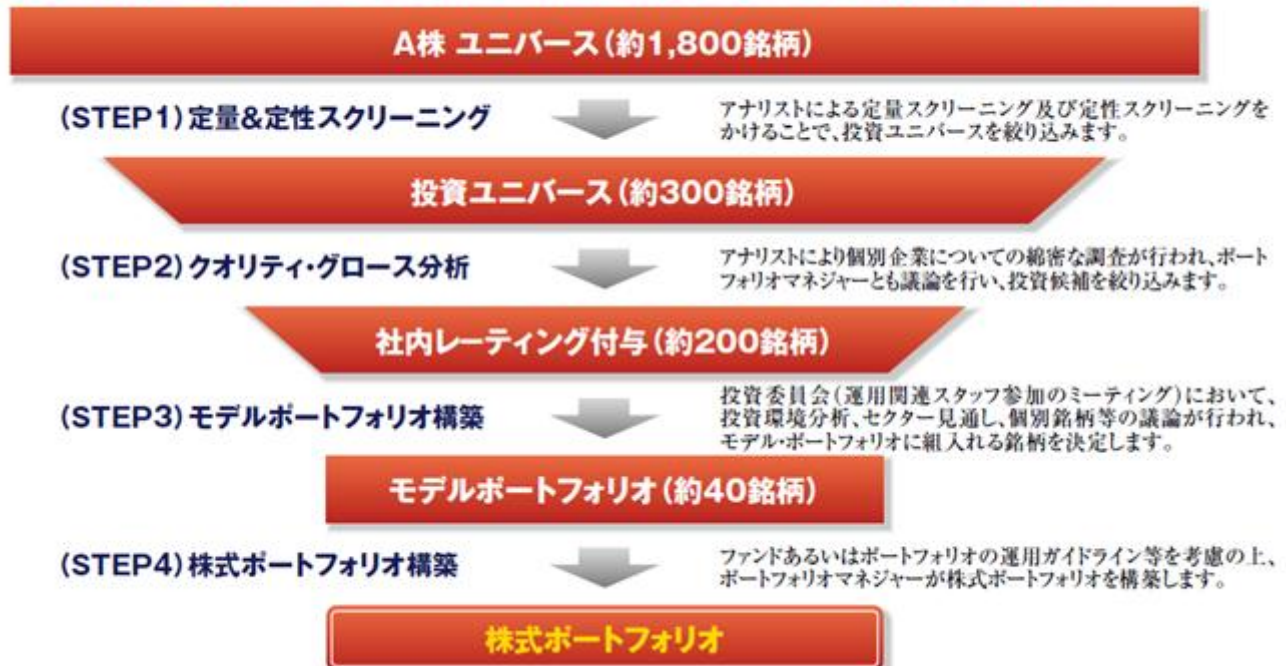 A株 ユニバース（約1,800銘柄）
（STEP1）定量&定性スクリーニング
アナリストによる定量スクリーニング及び定性スクリーニングを
かけることで、投資ユニバースを絞り込みます。
投資ユニバース（約300銘柄）
（STEP2）クオリティ・グロース分析
アナリストにより個別企業についての綿密な調査が行われ、ポート
フォリオマネジャーとも議論を行い、投資候補を絞り込みます。
社内レーティング付与（約200銘柄）
（STEP3）モデルポートフォリオ構築
投資委員会（運用関連スタッフ参加のミーティング）において、
投資環境分析、セクター見通し、個別銘柄等の議論が行われ、
モデル・ポートフォリオに組入れる銘柄を決定します。
モデルポートフォリオ（約40銘柄）
（STEP4）株式ポートフォリオ構築
ファンドあるいはポートフォリオの運用ガイドライン等を考慮の上、
ポートフォリオマネジャーが株式ポートフォリオを構築します。
株式ポートフォリオ